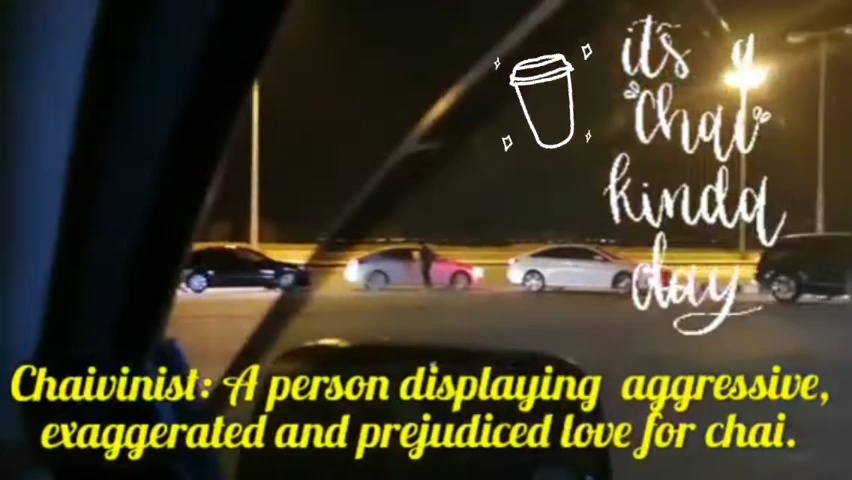 it's a
chai
kinda
day
Chaivinist: A person displaying aggressive,
exaggerated and prejudiced love for chai.